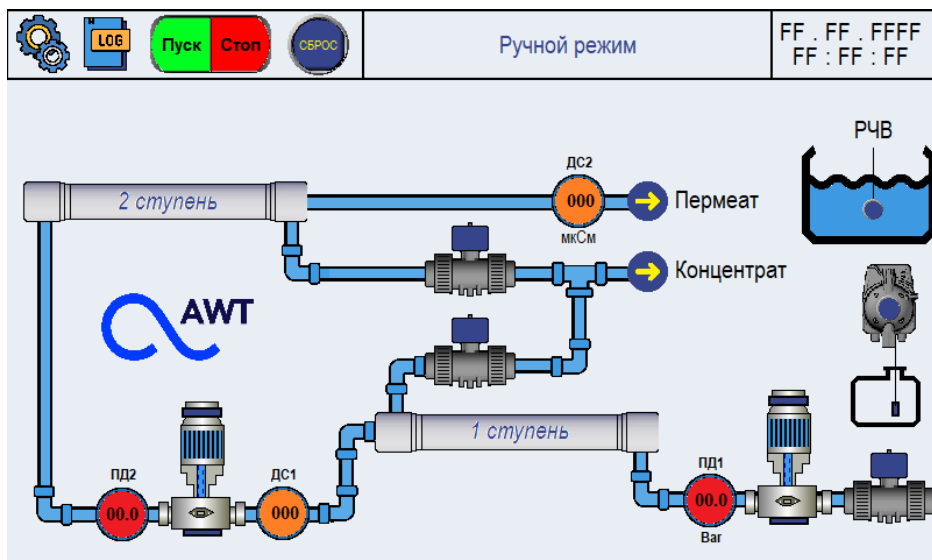 LOG
Пуск Стоп
СБРОС
Ручной режим
FF . FF . FFFF
FF : FF : FF
РЧВ
ДС2
2 ступень
000
Пермеат
мкСм
Концентрат
AWT
1 ступень
ПД2
ДС1
ПД1
00.0
000
00.0
Bar